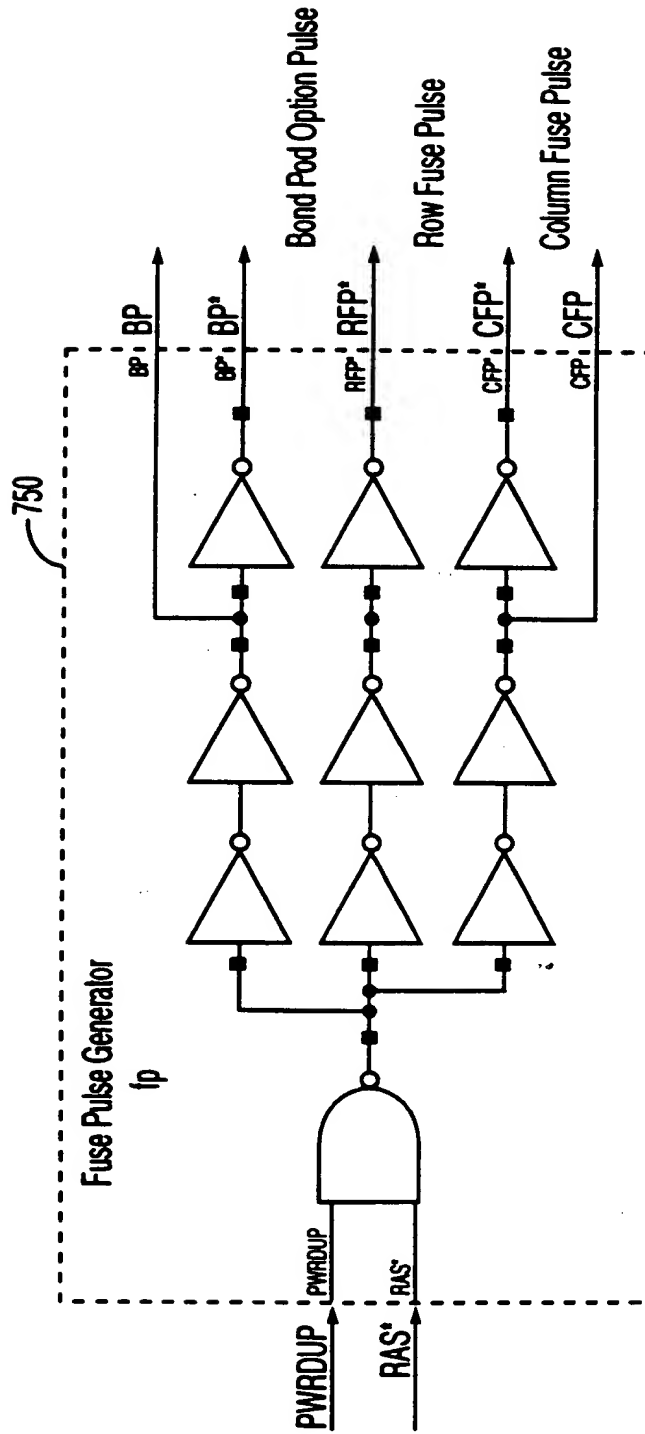 750
Fuse Pulse Generator
fp
PWRDUP
PWRDUP
RAS*
RAS*
BP
BP
BP*
BP*
Bond Pod Option Pulse
RFP*
RFP*
Row Fuse Pulse
CFP*
CFP*
Column Fuse Pulse
CFP
CFP